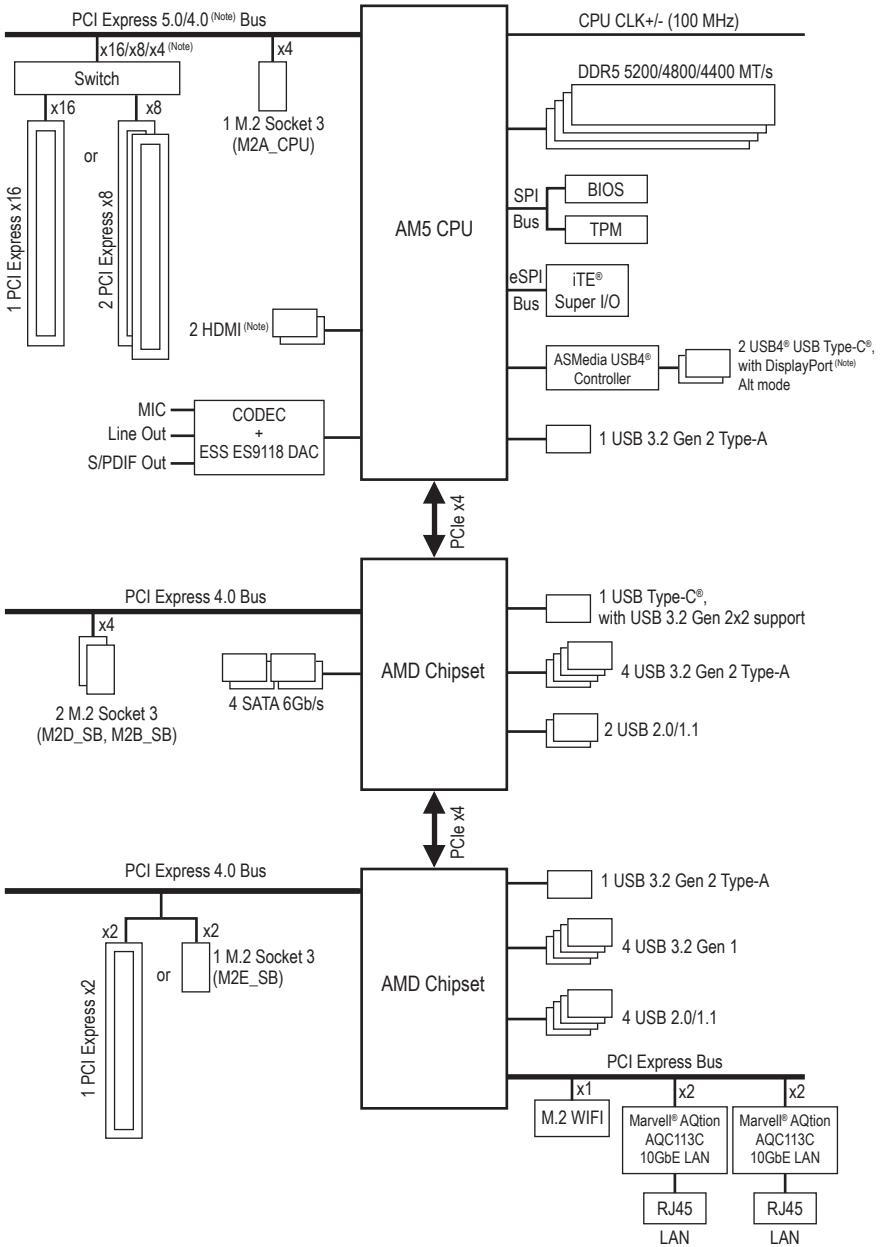 PCI Express 5.0/4.0 (Note) Bus
CPU CLK+/- (100 MHz)
x16/x8/x4 (Note)
x4
Switch
DDR5 5200/4800/4400 MT/s
x16
x8
1 M.2 Socket 3
(M2A_CPU)
or
1 PCI Express x16
2 PCI Express x8
AM5 CPU
SPI
Bus
BIOS
TPM
eSPI
Bus
iTE®
Super I/O
2 HDMI (Note)
ASMedia USB4®
Controller
2 USB4® USB Type-C®,
with DisplayPort (Note)
Alt mode
MIC
Line Out
S/PDIF Out
CODEC
+
ESS ES9118 DAC
1 USB 3.2 Gen 2 Type-A
PCIe x4
PCI Express 4.0 Bus
x4
2 M.2 Socket 3
(M2D_SB, M2B_SB)
4 SATA 6Gb/s
AMD Chipset
1 USB Type-C®,
with USB 3.2 Gen 2x2 support
4 USB 3.2 Gen 2 Type-A
2 USB 2.0/1.1
PCIe x4
PCI Express 4.0 Bus
x2
x2
1 PCI Express x2
or
1 M.2 Socket 3
(M2E_SB)
AMD Chipset
1 USB 3.2 Gen 2 Type-A
4 USB 3.2 Gen 1
4 USB 2.0/1.1
PCI Express Bus
x1
x2
x2
M.2 WIFI
Marvell® AQtion
AQC113C
10GbE LAN
Marvell® AQtion
AQC113C
10GbE LAN
RJ45
RJ45
LAN
LAN